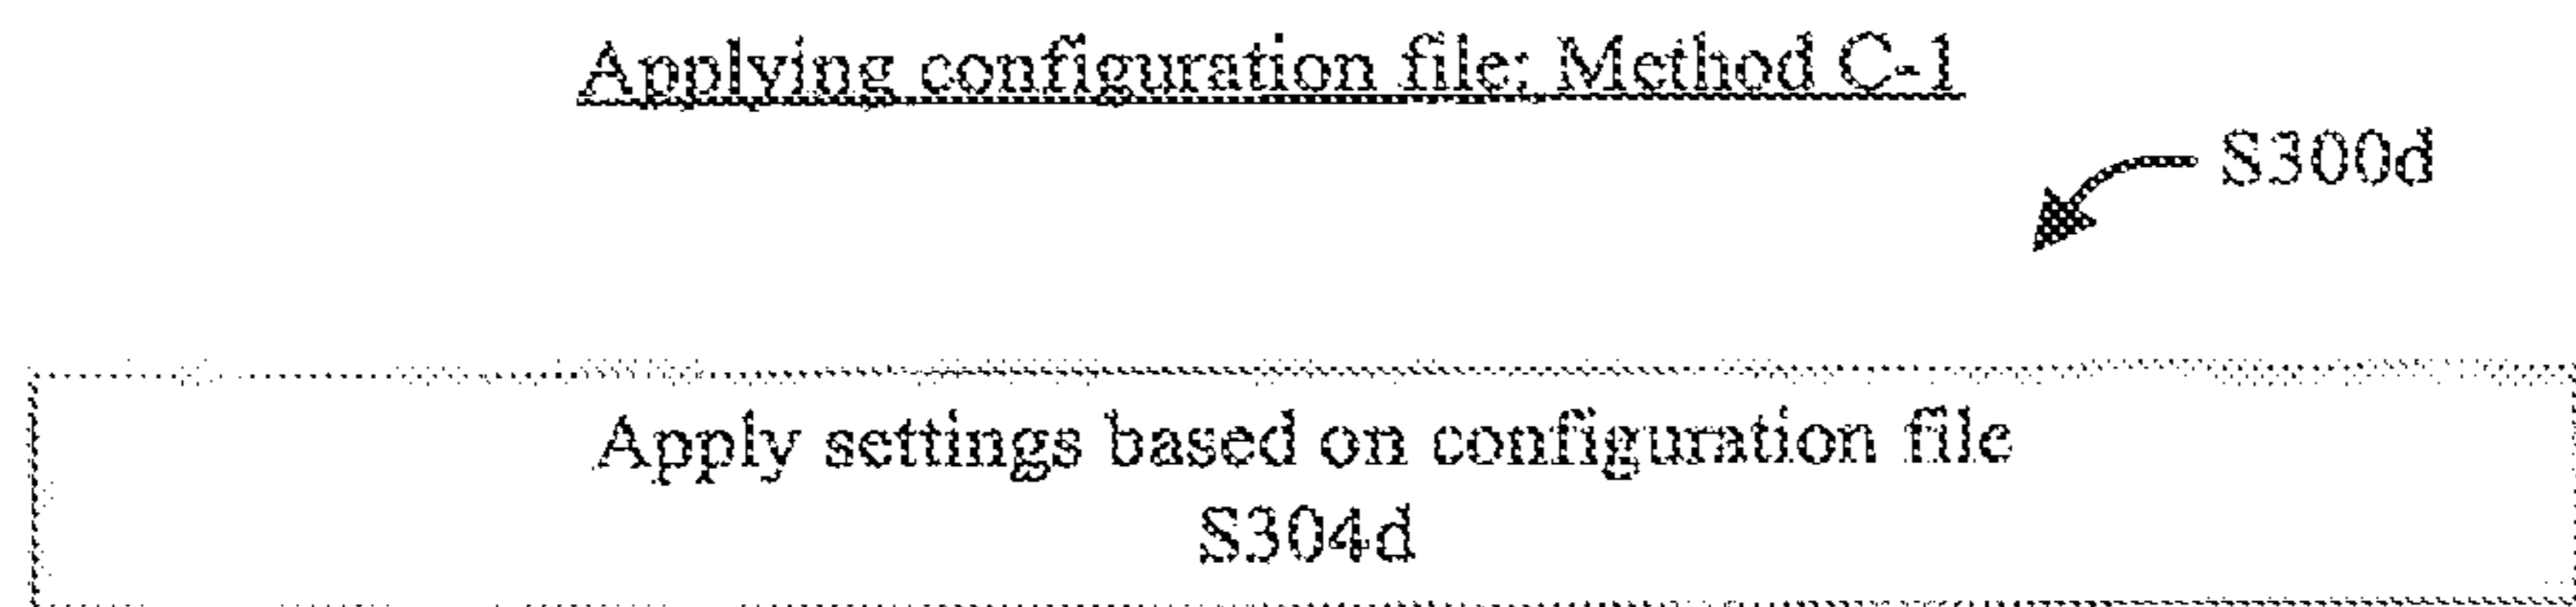 Applying configuration file; Method C-1
S300d
Apply settings based on configuration file
S304d